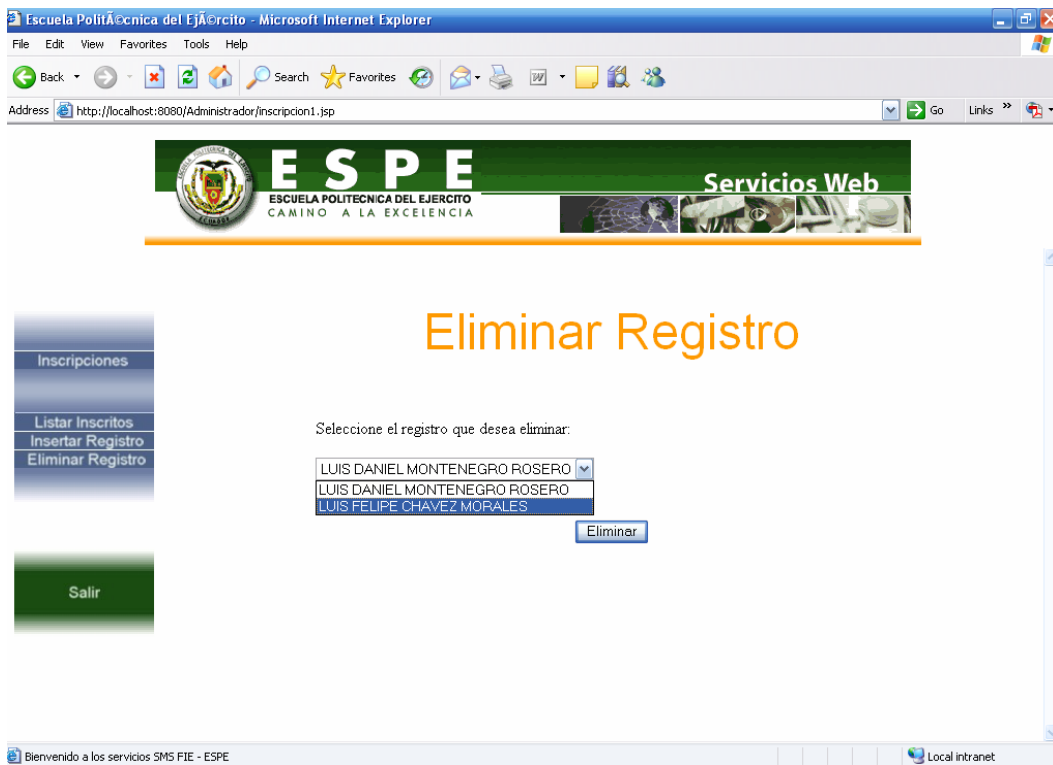 Escuela PolitÃ©cnica del EjÃ©rcito - Microsoft Internet Explorer
File Edit View Favorites Tools Help
Back Search Favorites
Address http://localhost:8080/Administrador/inscripcion1.jsp Go Links »
ESPE
ESCUELA POLITECNICA DEL EJERCITO
CAMINO A LA EXCELENCIA
Servicios Web
Eliminar Registro
Inscripciones
Listar Inscritos
Insertar Registro
Eliminar Registro
Salir
Seleccione el registro que desea eliminar:
LUIS DANIEL MONTENEGRO ROSERO
LUIS DANIEL MONTENEGRO ROSERO
LUIS FELIPE CHAVEZ MORALES
Eliminar
Bienvenido a los servicios SMS FIE - ESPE Local intranet